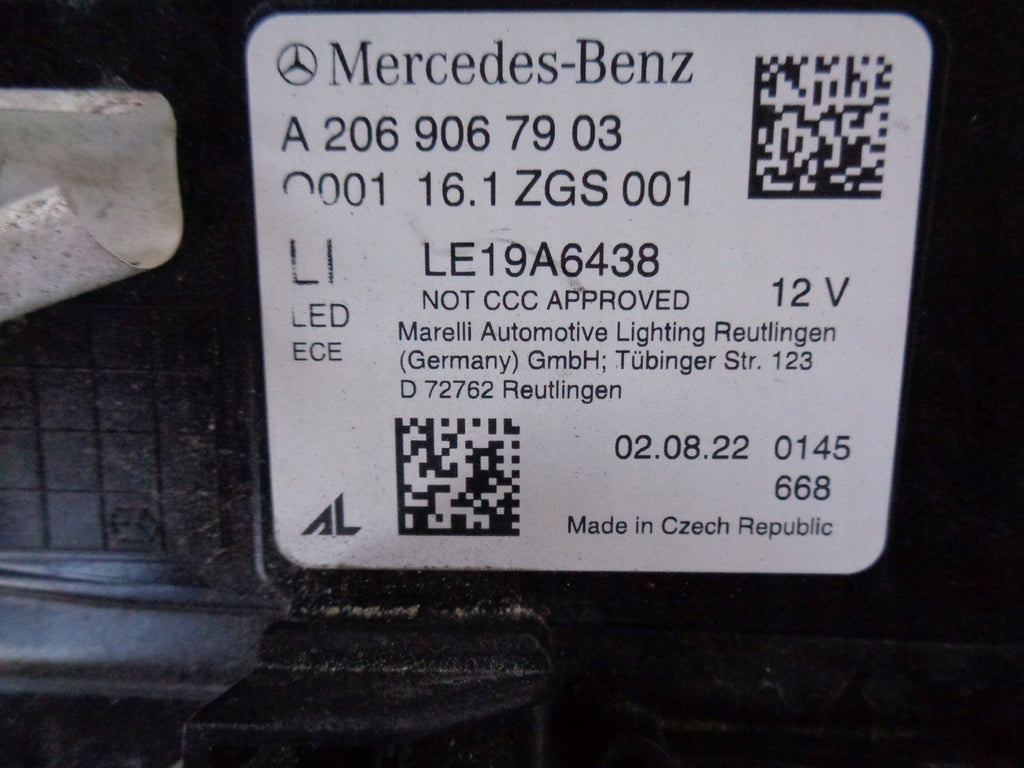 Mercedes-Benz
A 206 906 79 03
Q001 16.1 ZGS 001
LI LE19A6438
LED NOT CCC APPROVED 12 V
ECE Marelli Automotive Lighting Reutlingen
(Germany) GmbH; Tübinger Str. 123
D 72762 Reutlingen
02.08.22 0145
668
AL Made in Czech Republic